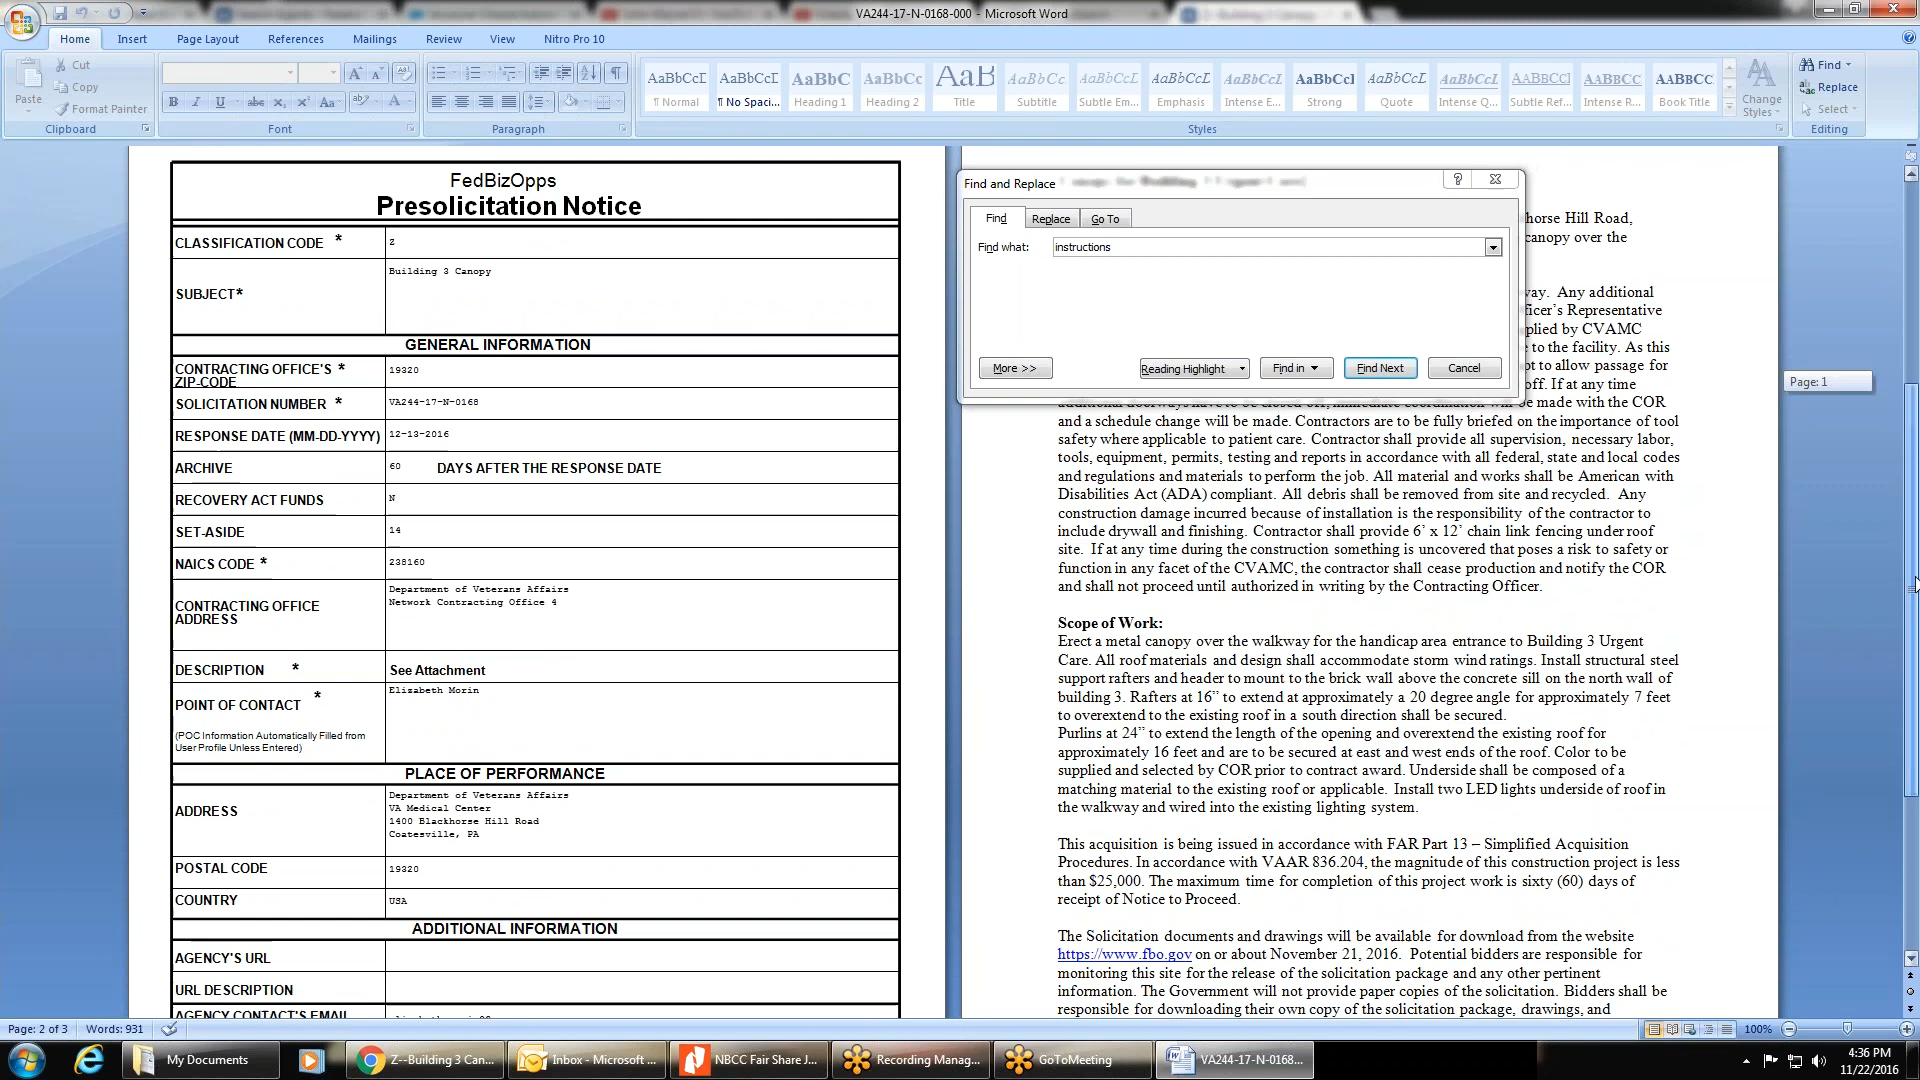 VA244-17-N-0168-000 - Microsoft Word
Home Insert Page Layout References Mailings Review View Nitro Pro 10
Paste Cut Copy Format Painter
AaBbCcD AaBbCcD AaBbC AaBbCc AaB AaBbCc AaBbCcD AaBbCcD AaBbCcD AaBbCcD AaBbCcD AaBbCcD AABBCCD AABBCC AABBCC
¶ Normal ¶ No Spaci... Heading 1 Heading 2 Title Subtitle Subtle Em... Emphasis Intense E... Strong Quote Intense Q... Subtle Ref... Intense R... Book Title
Change Styles
Find Replace Select
Clipboard Font Paragraph Styles Editing
FedBizOpps
Presolicitation Notice
CLASSIFICATION CODE * Z
SUBJECT* Building 3 Canopy
GENERAL INFORMATION
CONTRACTING OFFICE'S * 19320
ZIP-CODE
SOLICITATION NUMBER * VA244-17-N-0168
RESPONSE DATE (MM-DD-YYYY) 12-13-2016
ARCHIVE 60 DAYS AFTER THE RESPONSE DATE
RECOVERY ACT FUNDS N
SET-ASIDE 14
NAICS CODE * 238160
CONTRACTING OFFICE ADDRESS
Department of Veterans Affairs
Network Contracting Office 4
DESCRIPTION * See Attachment
POINT OF CONTACT * Elizabeth Morin
(POC Information Automatically Filled from
User Profile Unless Entered)
PLACE OF PERFORMANCE
ADDRESS
Department of Veterans Affairs
VA Medical Center
1400 Blackhorse Hill Road
Coatesville, PA
POSTAL CODE 19320
COUNTRY USA
ADDITIONAL INFORMATION
AGENCY'S URL
URL DESCRIPTION
AGENCY CONTACT'S EMAIL
Find and Replace
Find Replace Go To
Find what: instructions
More >> Reading Highlight Find in Find Next Cancel
horse Hill Road,
canopy over the
Any additional
Representative
by CVAMC
to the facility. As this
to allow passage for
off. If at any time
and a schedule change will be made. Contractors are to be fully briefed on the importance of tool
safety where applicable to patient care. Contractor shall provide all supervision, necessary labor,
tools, equipment, permits, testing and reports in accordance with all federal, state and local codes
and regulations and materials to perform the job. All material and works shall be American with
Disabilities Act (ADA) compliant. All debris shall be removed from site and recycled. Any
construction damage incurred because of installation is the responsibility of the contractor to
include drywall and finishing. Contractor shall provide 6’ x 12’ chain link fencing under roof
site. If at any time during the construction something is uncovered that poses a risk to safety or
function in any facet of the CVAMC, the contractor shall cease production and notify the COR
and shall not proceed until authorized in writing by the Contracting Officer.
Scope of Work:
Erect a metal canopy over the walkway for the handicap area entrance to Building 3 Urgent
Care. All roof materials and design shall accommodate storm wind ratings. Install structural steel
support rafters and header to mount to the brick wall above the concrete sill on the north wall of
building 3. Rafters at 16” to extend at approximately a 20 degree angle for approximately 7 feet
to overextend to the existing roof in a south direction shall be secured.
Purlins at 24” to extend the length of the opening and overextend the existing roof for
approximately 16 feet and are to be secured at east and west ends of the roof. Color to be
supplied and selected by COR prior to contract award. Underside shall be composed of a
matching material to the existing roof or applicable. Install two LED lights underside of roof in
the walkway and wired into the existing lighting system.
This acquisition is being issued in accordance with FAR Part 13 – Simplified Acquisition
Procedures. In accordance with VAAR 836.204, the magnitude of this construction project is less
than $25,000. The maximum time for completion of this project work is sixty (60) days of
receipt of Notice to Proceed.
The Solicitation documents and drawings will be available for download from the website
https://www.fbo.gov on or about November 21, 2016. Potential bidders are responsible for
monitoring this site for the release of the solicitation package and any other pertinent
information. The Government will not provide paper copies of the solicitation. Bidders shall be
responsible for downloading their own copy of the solicitation package, drawings, and
Page: 1
Page: 2 of 3 Words: 931 100%
My Documents Z--Building 3 Can... Inbox - Microsoft ... NBCC Fair Share J... Recording Manag... GoToMeeting VA244-17-N-0168... 4:36 PM
11/22/2016